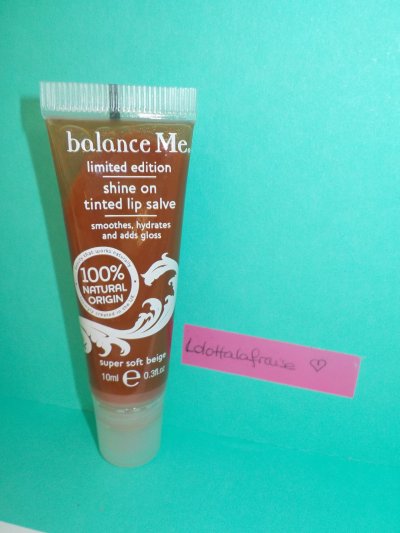 balance Me.
limited edition
shine on
tinted lip salve
smoothes, hydrates
and adds gloss
100%
NATURAL
ORIGIN
super soft beige
10ml e 0.3fl.oz
Ldottalafraise ♡